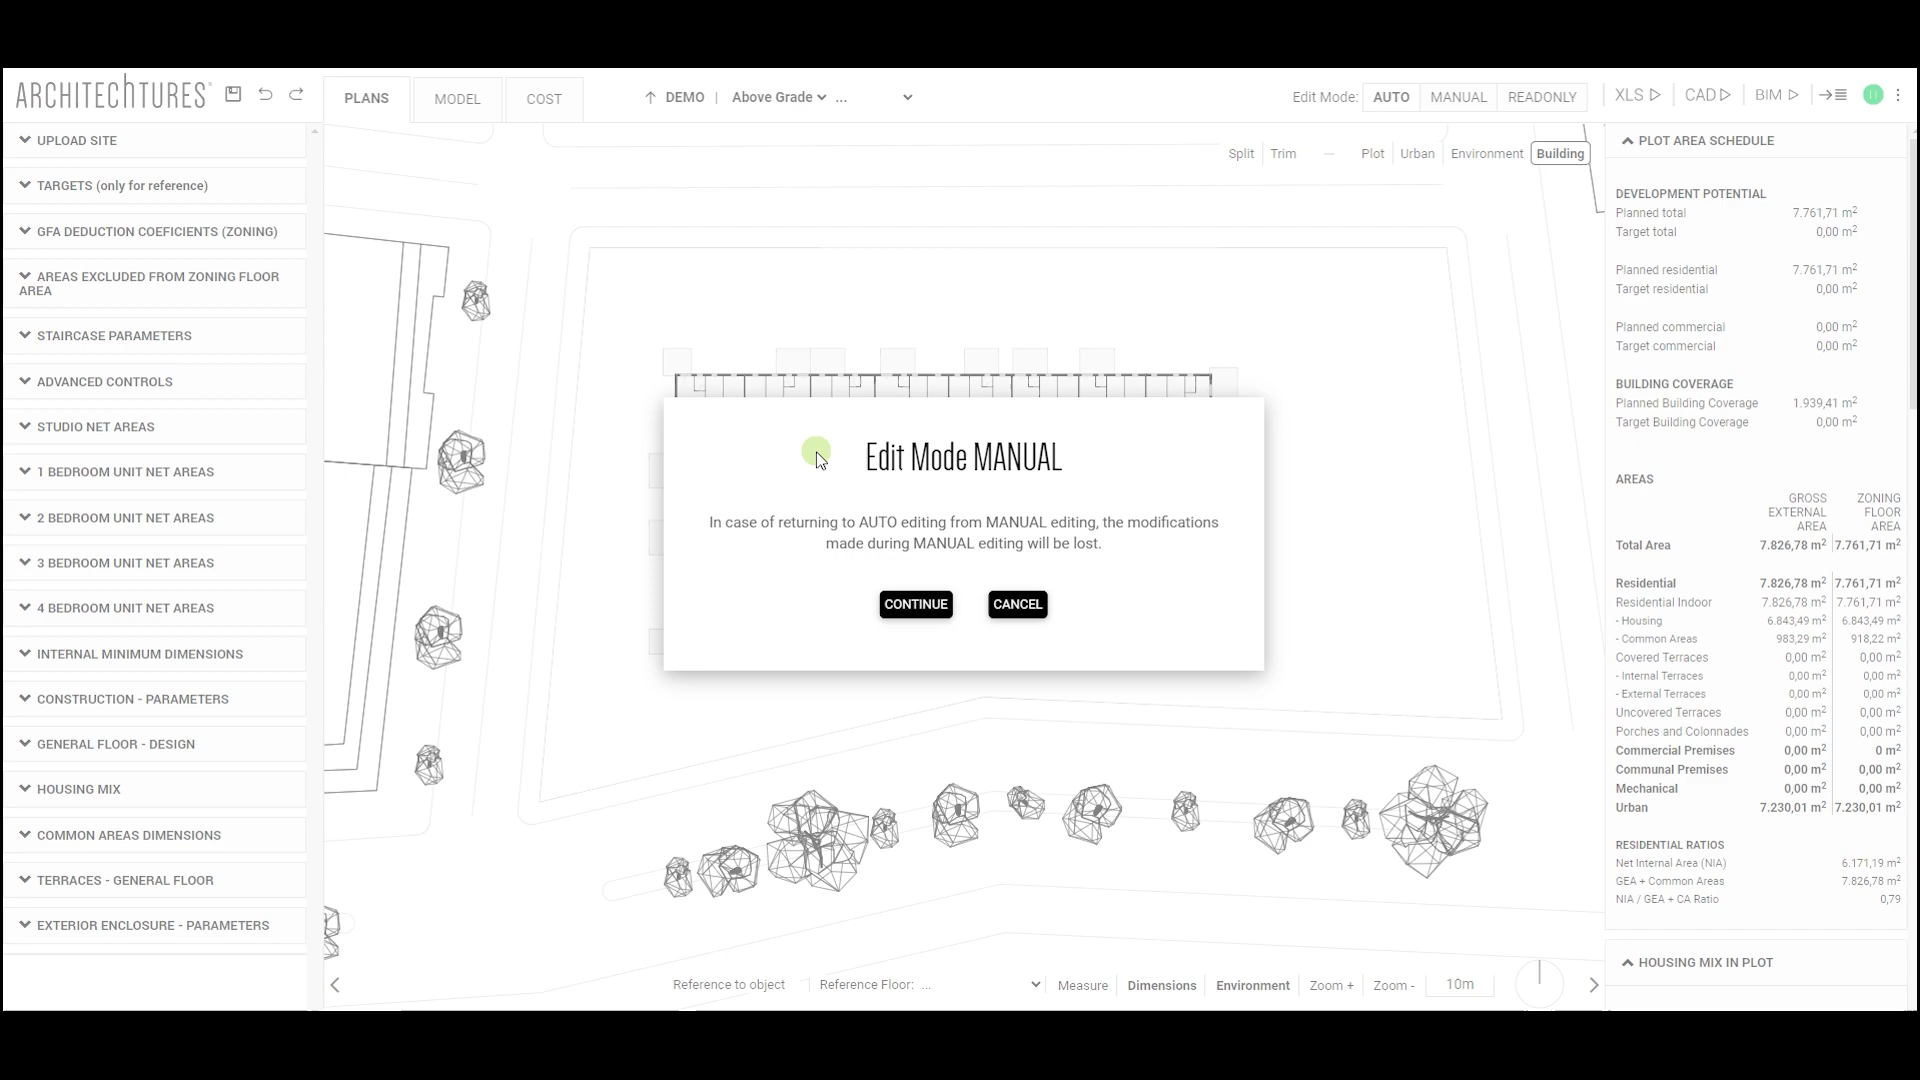 ARCHITEChTURES®
PLANS
MODEL
COST
DEMO
Above Grade
...
Edit Mode:
AUTO
MANUAL
READONLY
XLS
CAD
BIM
Split
Trim
Plot
Urban
Environment
Building
UPLOAD SITE
TARGETS (only for reference)
GFA DEDUCTION COEFICIENTS (ZONING)
AREAS EXCLUDED FROM ZONING FLOOR
AREA
STAIRCASE PARAMETERS
ADVANCED CONTROLS
STUDIO NET AREAS
1 BEDROOM UNIT NET AREAS
2 BEDROOM UNIT NET AREAS
3 BEDROOM UNIT NET AREAS
4 BEDROOM UNIT NET AREAS
INTERNAL MINIMUM DIMENSIONS
CONSTRUCTION - PARAMETERS
GENERAL FLOOR - DESIGN
HOUSING MIX
COMMON AREAS DIMENSIONS
TERRACES - GENERAL FLOOR
EXTERIOR ENCLOSURE - PARAMETERS
Edit Mode MANUAL
In case of returning to AUTO editing from MANUAL editing, the modifications
made during MANUAL editing will be lost.
CONTINUE
CANCEL
Reference to object
Reference Floor: ...
Measure
Dimensions
Environment
Zoom +
Zoom -
10m
PLOT AREA SCHEDULE
DEVELOPMENT POTENTIAL
Planned total 7.761,71 m²
Target total 0,00 m²
Planned residential 7.761,71 m²
Target residential 0,00 m²
Planned commercial 0,00 m²
Target commercial 0,00 m²
BUILDING COVERAGE
Planned Building Coverage 1.939,41 m²
Target Building Coverage 0,00 m²
AREAS
GROSS ZONING
EXTERNAL FLOOR
AREA AREA
Total Area 7.826,78 m² 7.761,71 m²
Residential 7.826,78 m² 7.761,71 m²
Residential Indoor 7.826,78 m² 7.761,71 m²
- Housing 6.843,49 m² 6.843,49 m²
- Common Areas 983,29 m² 918,22 m²
Covered Terraces 0,00 m² 0,00 m²
- Internal Terraces 0,00 m² 0,00 m²
- External Terraces 0,00 m² 0,00 m²
Uncovered Terraces 0,00 m² 0,00 m²
Porches and Colonnades 0,00 m² 0,00 m²
Commercial Premises 0,00 m² 0 m²
Communal Premises 0,00 m² 0,00 m²
Mechanical 0,00 m² 0,00 m²
Urban 7.230,01 m² 7.230,01 m²
RESIDENTIAL RATIOS
Net Internal Area (NIA) 6.171,19 m²
GEA + Common Areas 7.826,78 m²
NIA / GEA + CA Ratio 0,79
HOUSING MIX IN PLOT